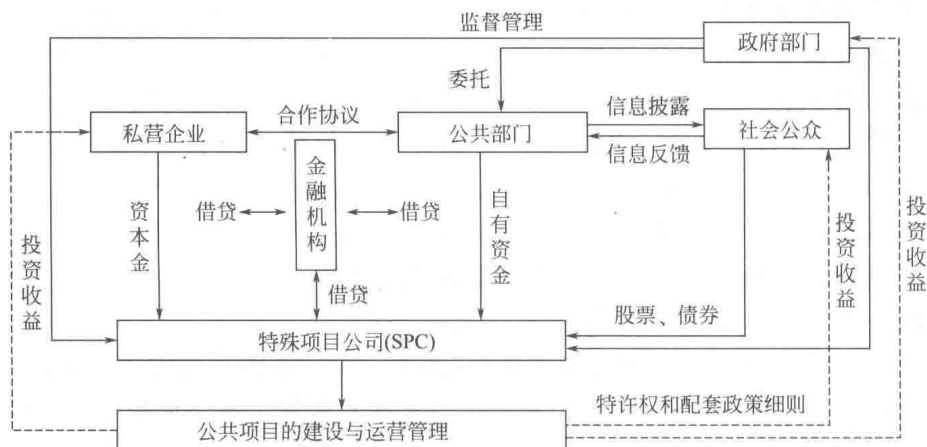 监督管理
政府部门
委托
合作协议
信息披露
私营企业
公共部门
社会公众
信息反馈
金融机构
资本金
借贷
借贷
自有资金
投资收益
投资收益
投资收益
借贷
股票、债券
特殊项目公司(SPC)
特许权和配套政策细则
公共项目的建设与运营管理